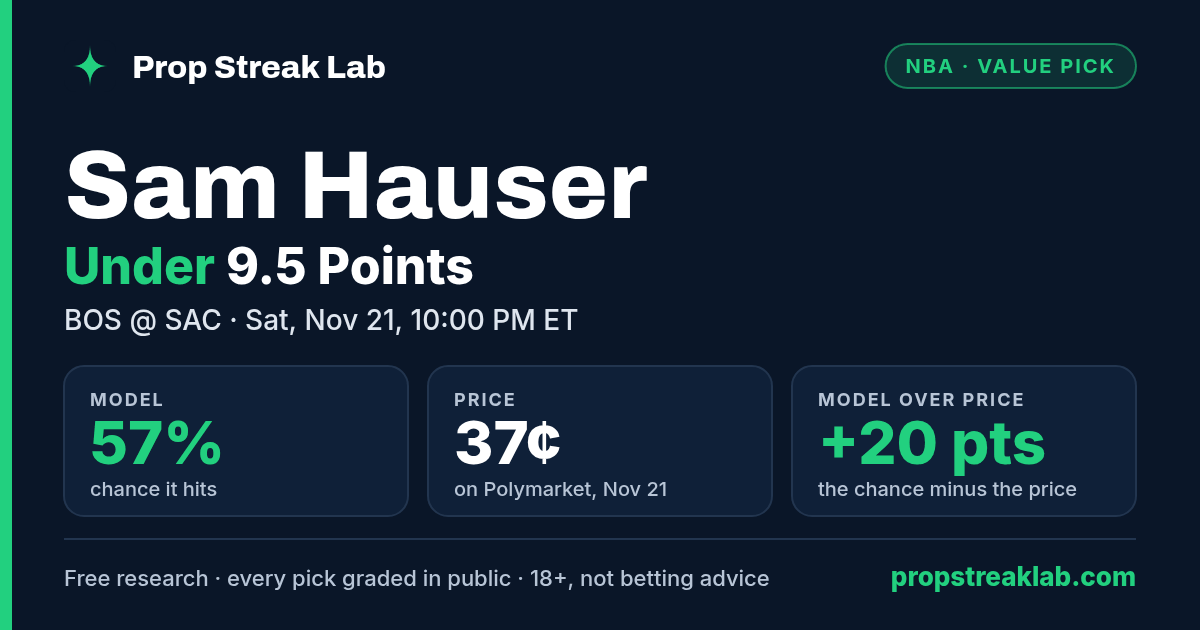 Prop Streak Lab
NBA · VALUE PICK
Sam Hauser
Under 9.5 Points
BOS @ SAC · Sat, Nov 21, 10:00 PM ET
MODEL
57%
chance it hits
PRICE
37¢
on Polymarket, Nov 21
MODEL OVER PRICE
+20 pts
the chance minus the price
Free research · every pick graded in public · 18+, not betting advice
propstreaklab.com